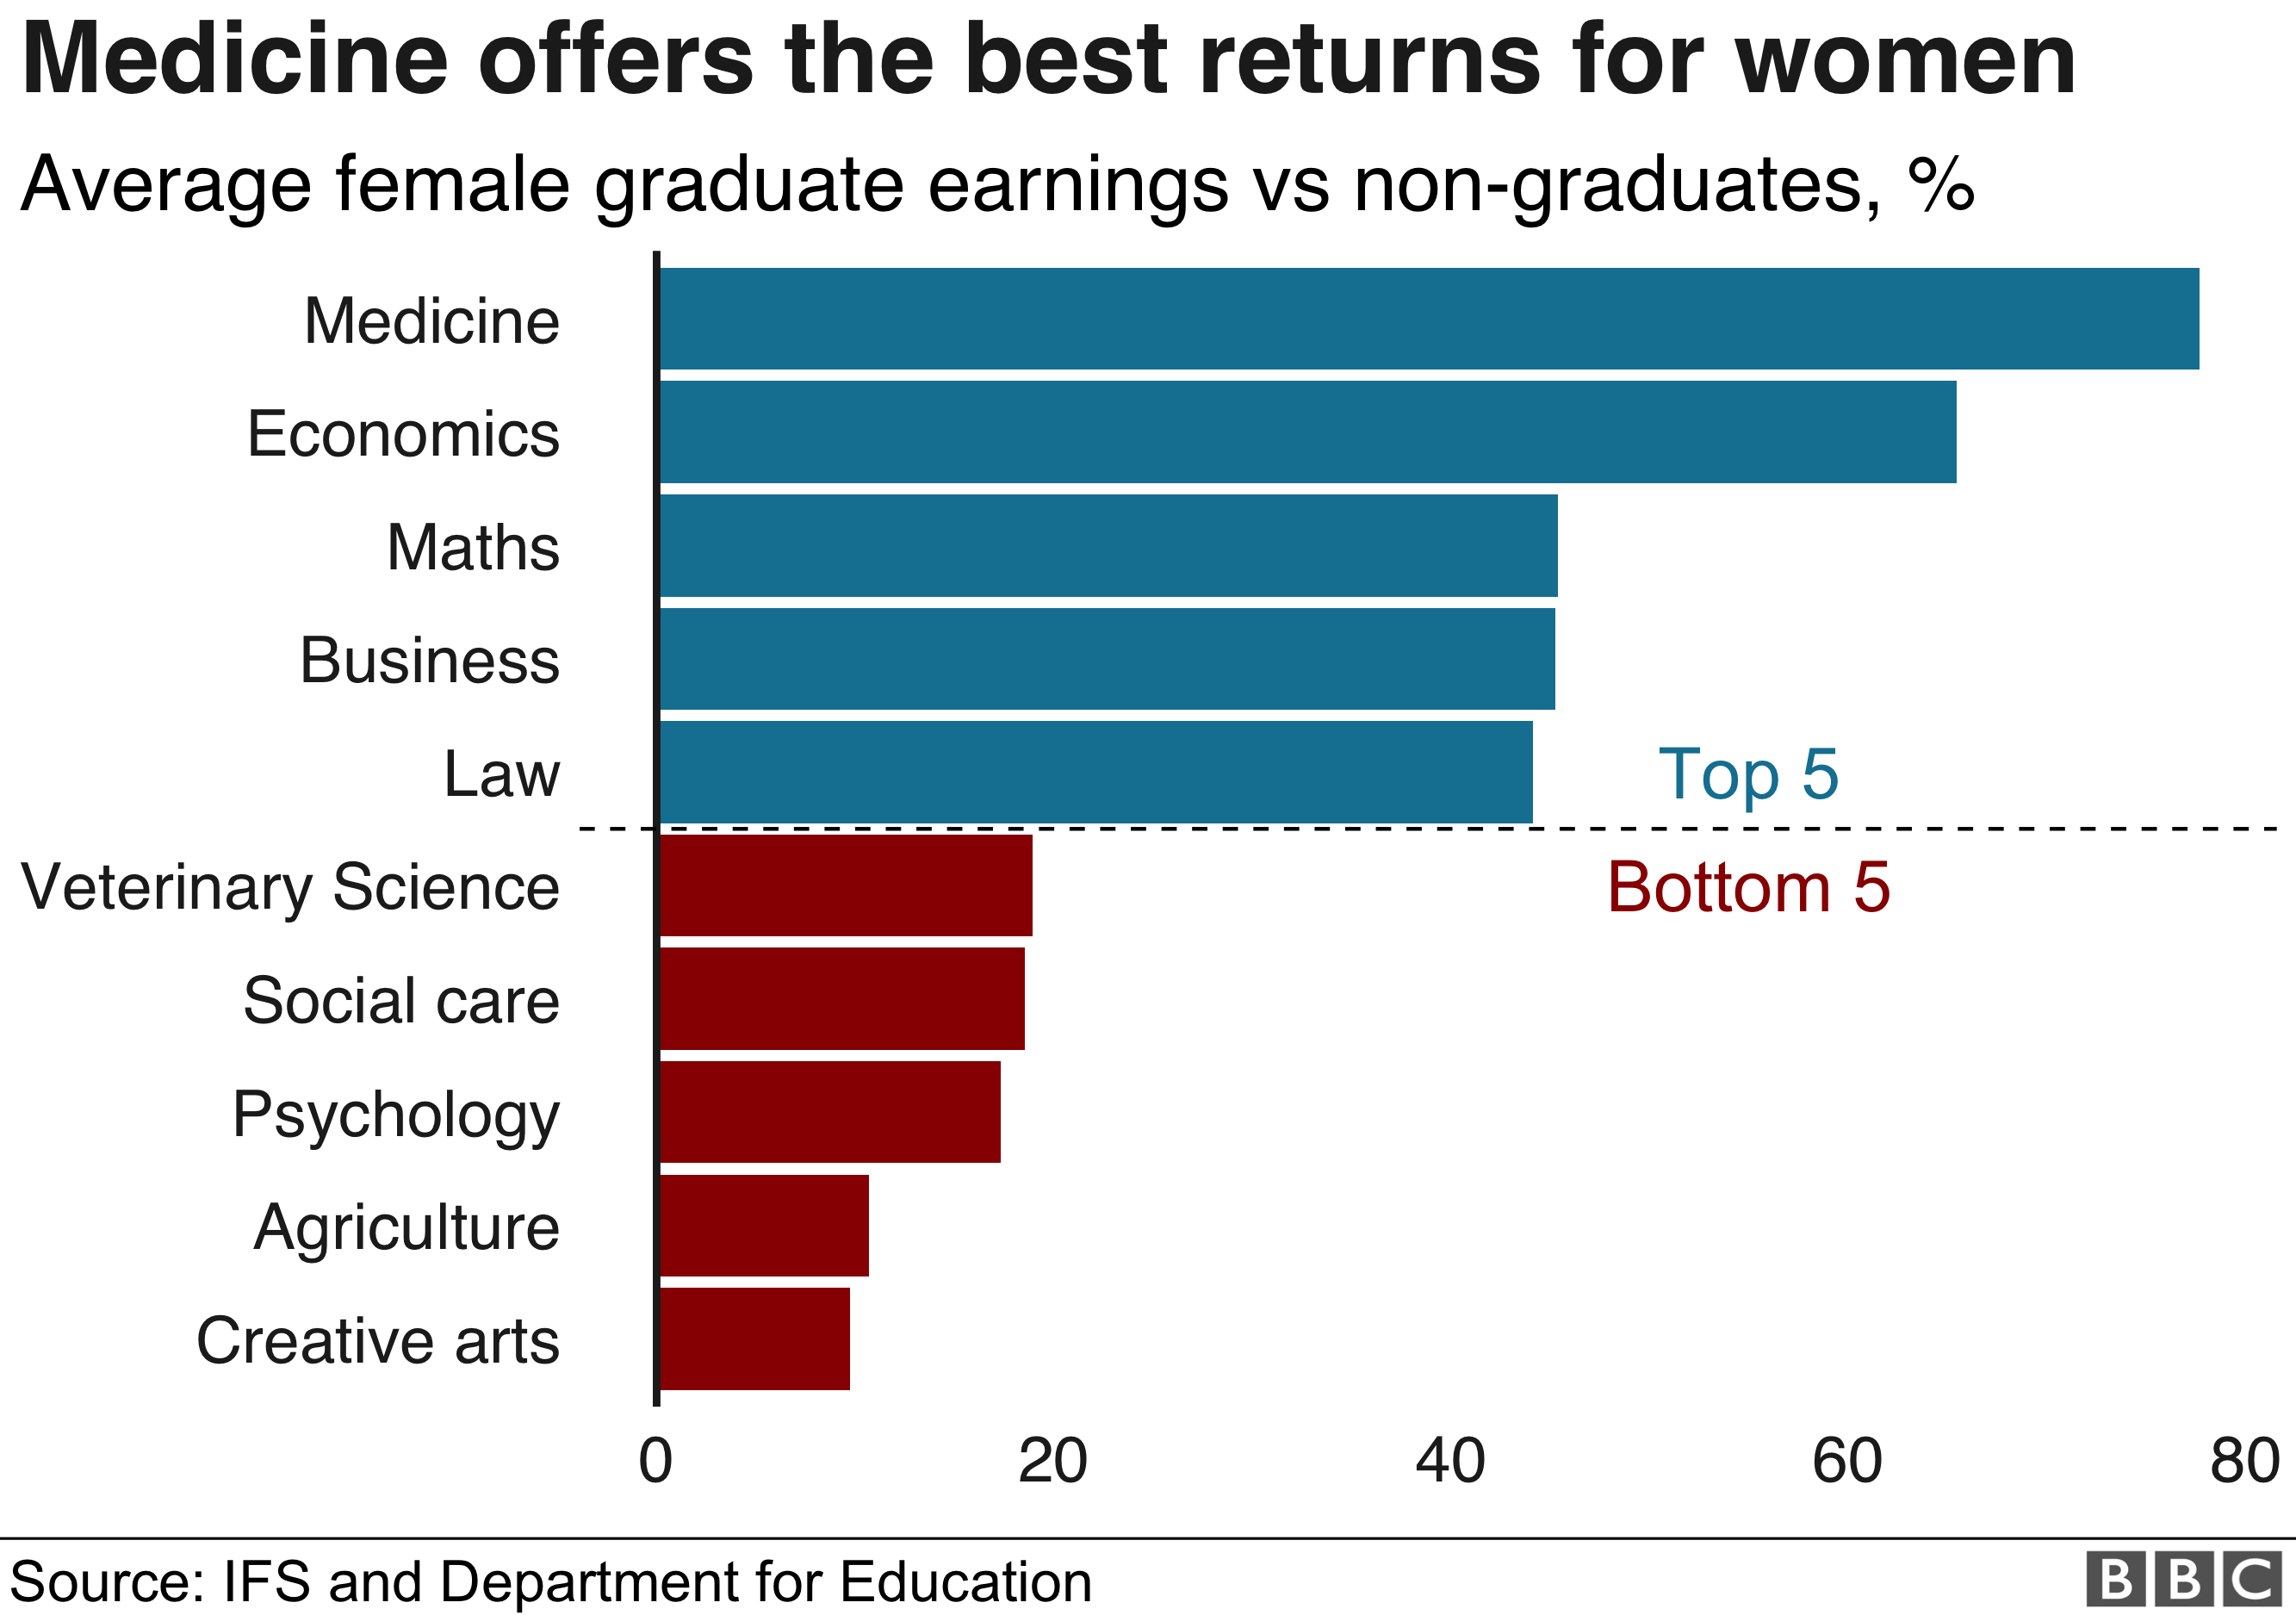 Medicine offers the best returns for women
Average female graduate earnings vs non-graduates, %
Medicine
Economics
Maths
Business
Law
Top 5
Veterinary Science
Bottom 5
Social care
Psychology
Agriculture
Creative arts
0 20 40 60 80
Source: IFS and Department for Education
BBC